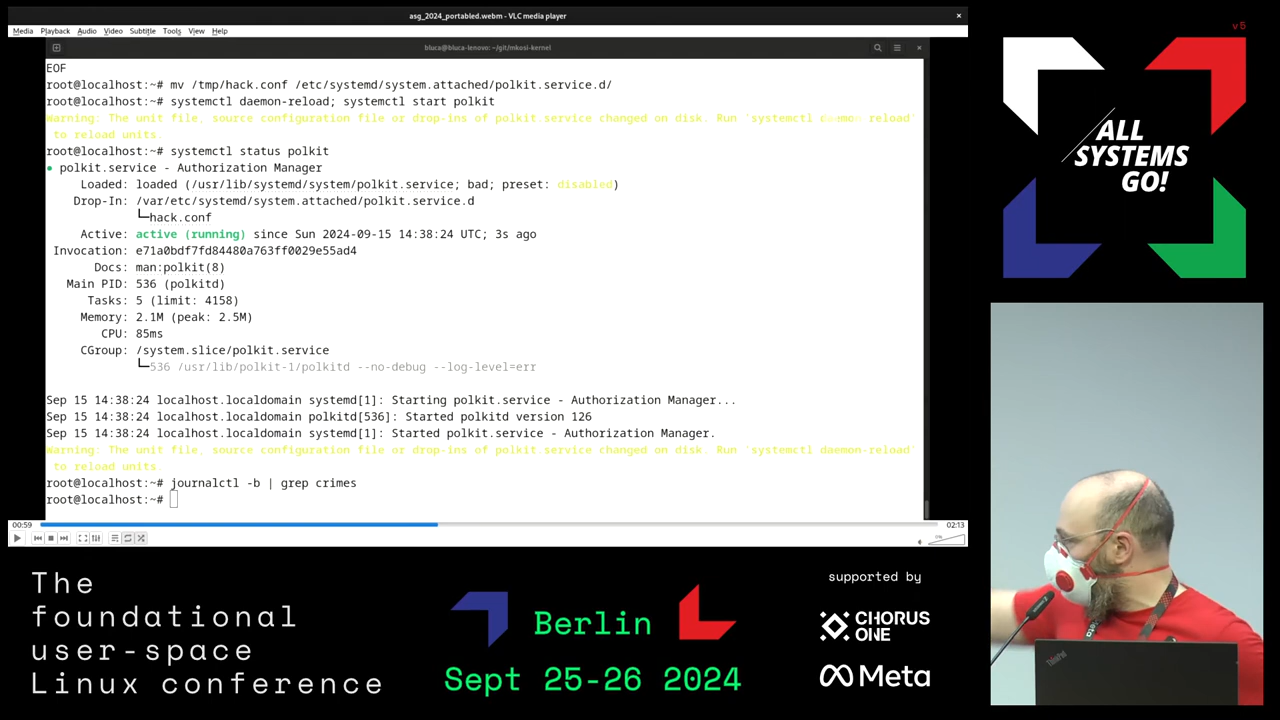 asg_2024_portabled.webm - VLC media player
Media Playback Audio Video Subtitle Tools View Help
bluca@bluca-lenovo: ~/git/mkosi-kernel
EOF
root@localhost:~# mv /tmp/hack.conf /etc/systemd/system.attached/polkit.service.d/
root@localhost:~# systemctl daemon-reload; systemctl start polkit
Warning: The unit file, source configuration file or drop-ins of polkit.service changed on disk. Run 'systemctl daemon-reload'
to reload units.
root@localhost:~# systemctl status polkit
● polkit.service - Authorization Manager
Loaded: loaded (/usr/lib/systemd/system/polkit.service; bad; preset: disabled)
Drop-In: /var/etc/systemd/system.attached/polkit.service.d
└─hack.conf
Active: active (running) since Sun 2024-09-15 14:38:24 UTC; 3s ago
Invocation: e71a0bdf7fd84480a763ff0029e55ad4
Docs: man:polkit(8)
Main PID: 536 (polkitd)
Tasks: 5 (limit: 4158)
Memory: 2.1M (peak: 2.5M)
CPU: 85ms
CGroup: /system.slice/polkit.service
└─536 /usr/lib/polkit-1/polkitd --no-debug --log-level=err
Sep 15 14:38:24 localhost.localdomain systemd[1]: Starting polkit.service - Authorization Manager...
Sep 15 14:38:24 localhost.localdomain polkitd[536]: Started polkitd version 126
Sep 15 14:38:24 localhost.localdomain systemd[1]: Started polkit.service - Authorization Manager.
Warning: The unit file, source configuration file or drop-ins of polkit.service changed on disk. Run 'systemctl daemon-reload'
to reload units
root@localhost:~# journalctl -b | grep crimes
root@localhost:~#
00:59
02:13
v5
ALL
SYSTEMS
GO!
The
foundational
user-space
Linux conference
Berlin
Sept 25-26 2024
supported by
CHORUS
ONE
Meta
ThinkPad